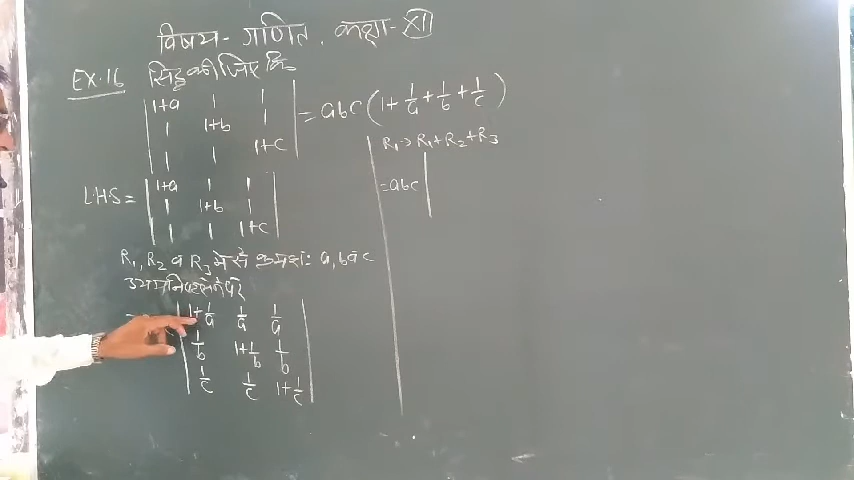 विषय- गणित. कक्षा-XII
EX.16 सिद्ध कीजिए कि
| 1+a 1 1 |
| 1 1+b 1 | = abc (1 + 1/a + 1/b + 1/c)
| 1 1 1+c |
L.H.S = | 1+a 1 1 |
| 1 1+b 1 |
| 1 1 1+c |
R₁, R₂ व R₃ में से क्रमशः a, b व c
उभयनिष्ठ लेने पर
| 1+1/a 1/a 1/a |
| 1/b 1+1/b 1/b |
| 1/c 1/c 1+1/c |
R₁→R₁+R₂+R₃
= abc |